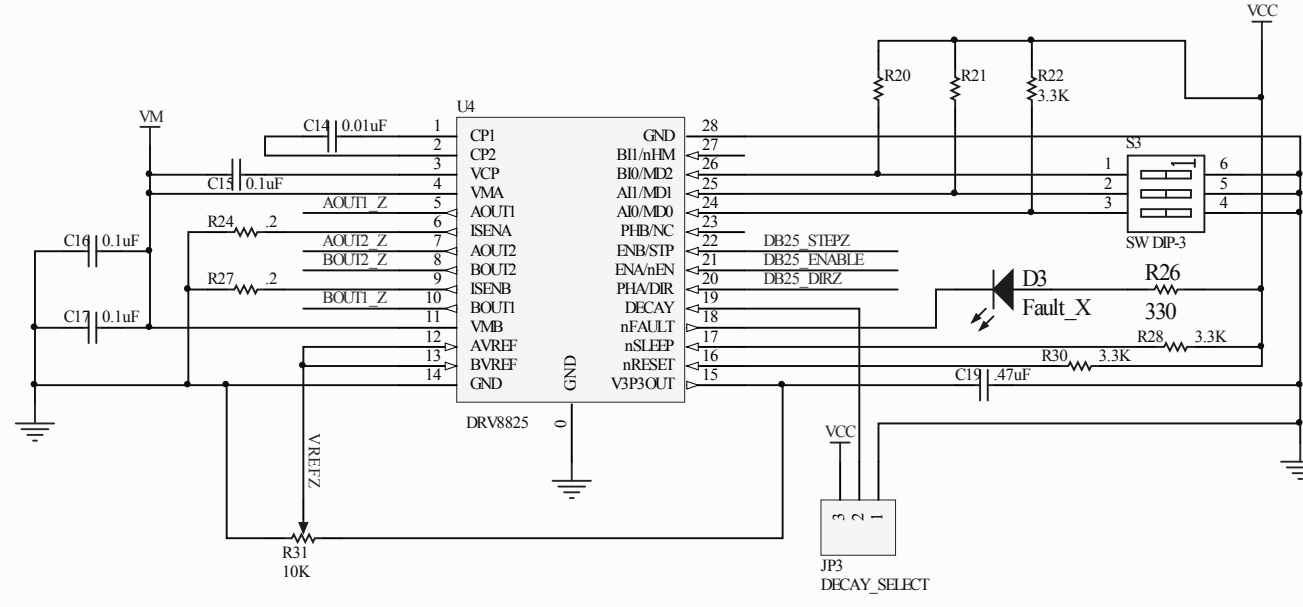 VCC
R20
R21
R22
3.3K
VM
U4
C14 0.01uF
1
2
3
4
5
6
7
8
9
10
11
12
13
14
CP1
CP2
VCP
VMA
AOUT1
ISENA
AOUT2
BOUT2
ISENB
BOUT1
VMB
AVREF
BVREF
GND
GND
BI1/nHM
BI0/MD2
AI1/MD1
AI0/MD0
PHB/NC
ENB/STP
ENA/nEN
PHA/DIR
DECAY
nFAULT
nSLEEP
nRESET
V3P3OUT
28
27
26
25
24
23
22
21
20
19
18
17
16
15
GND
0
DRV8825
C15 0.1uF
AOUT1_Z
R24 .2
AOUT2_Z
C16 0.1uF
BOUT2_Z
R27 .2
BOUT1_Z
C17 0.1uF
VREFZ
R31
10K
S3
1
2
3
1
6
5
4
SW DIP-3
DB25_STEPZ
DB25_ENABLE
DB25_DIRZ
D3
Fault_X
R26
330
R28 3.3K
R30 3.3K
C19 .47uF
VCC
3
2
1
JP3
DECAY_SELECT